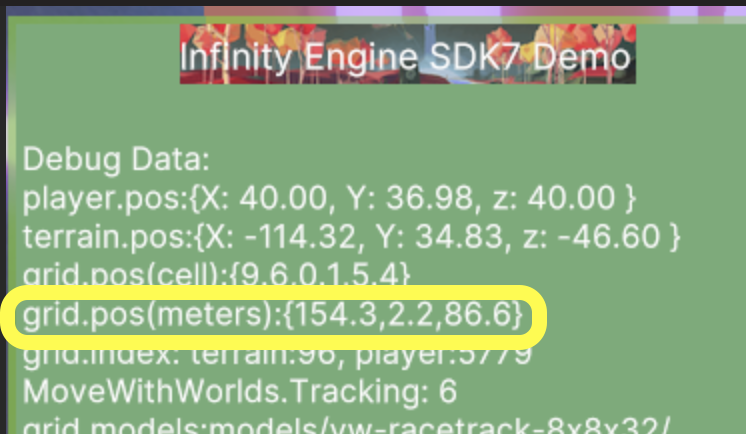 Infinity Engine SDK7 Demo
Debug Data:
player.pos:{X: 40.00, Y: 36.98, z: 40.00 }
terrain.pos:{X: -114.32, Y: 34.83, z: -46.60 }
grid.pos(cell):{9.6,0.1,5.4}
grid.pos(meters):{154.3,2.2,86.6}
grid.index: terrain:96, player:5779
MoveWithWorlds.Tracking: 6
grid.models:models/vw-racetrack-8x8x32/